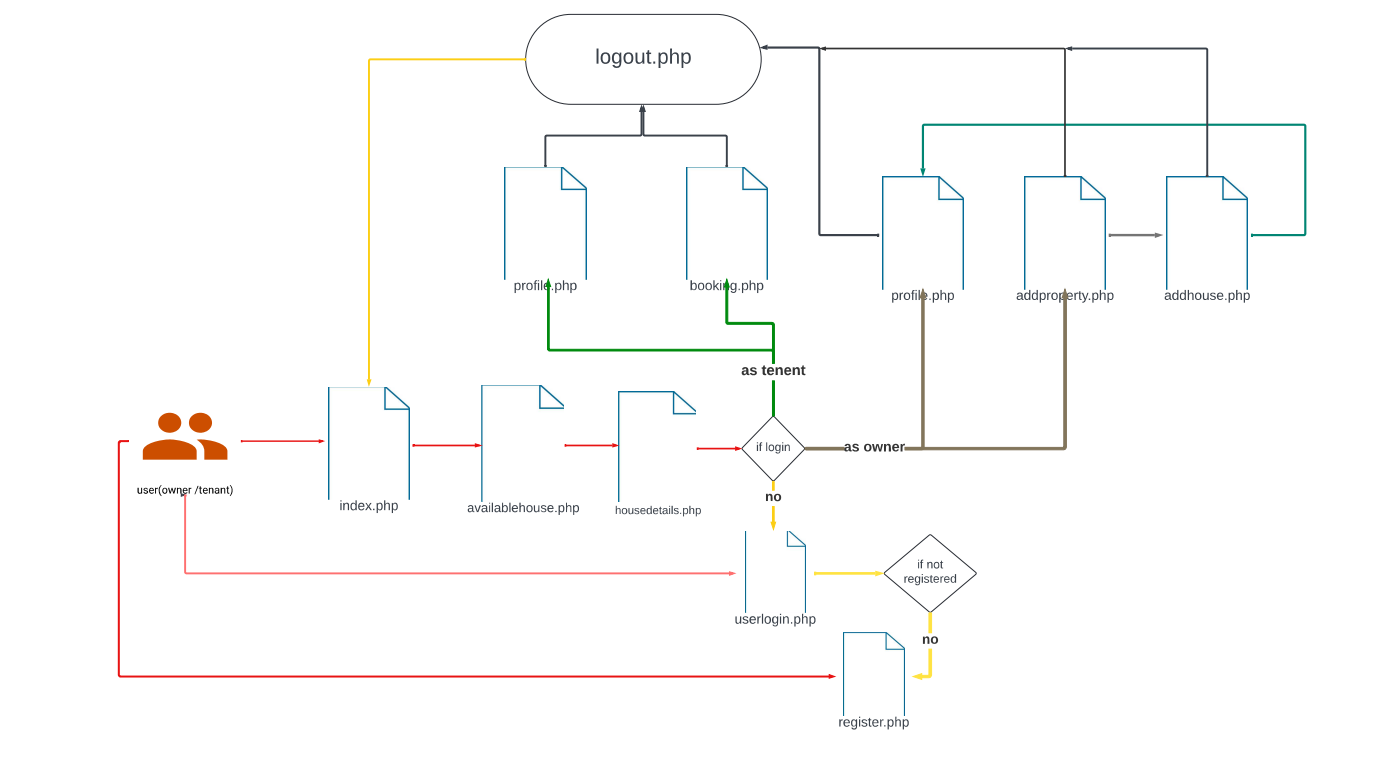 logout.php
profile.php
booking.php
profile.php
addproperty.php
addhouse.php
as tenent
if login
as owner
user(owner /tenant)
index.php
availablehouse.php
housedetails.php
no
if not
registered
userlogin.php
no
register.php